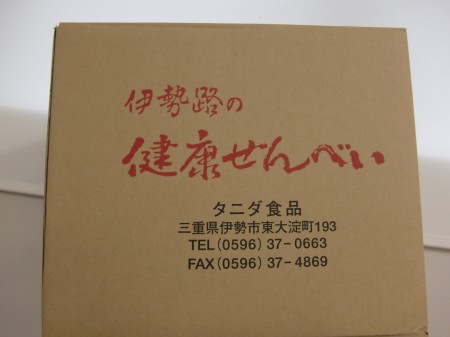 伊勢路の
健康せんべい
タニダ食品
三重県伊勢市東大淀町193
TEL(0596) 37-0663
FAX(0596) 37-4869